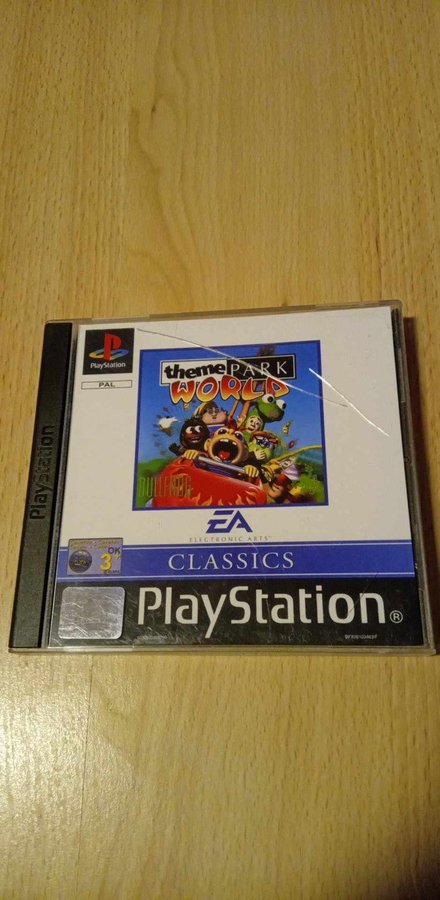 PlayStation
PlayStation
PAL
theme PARK
WORLD
BULLFROG
EA
ELECTRONIC ARTS
OK
3
CLASSICS
PlayStation®